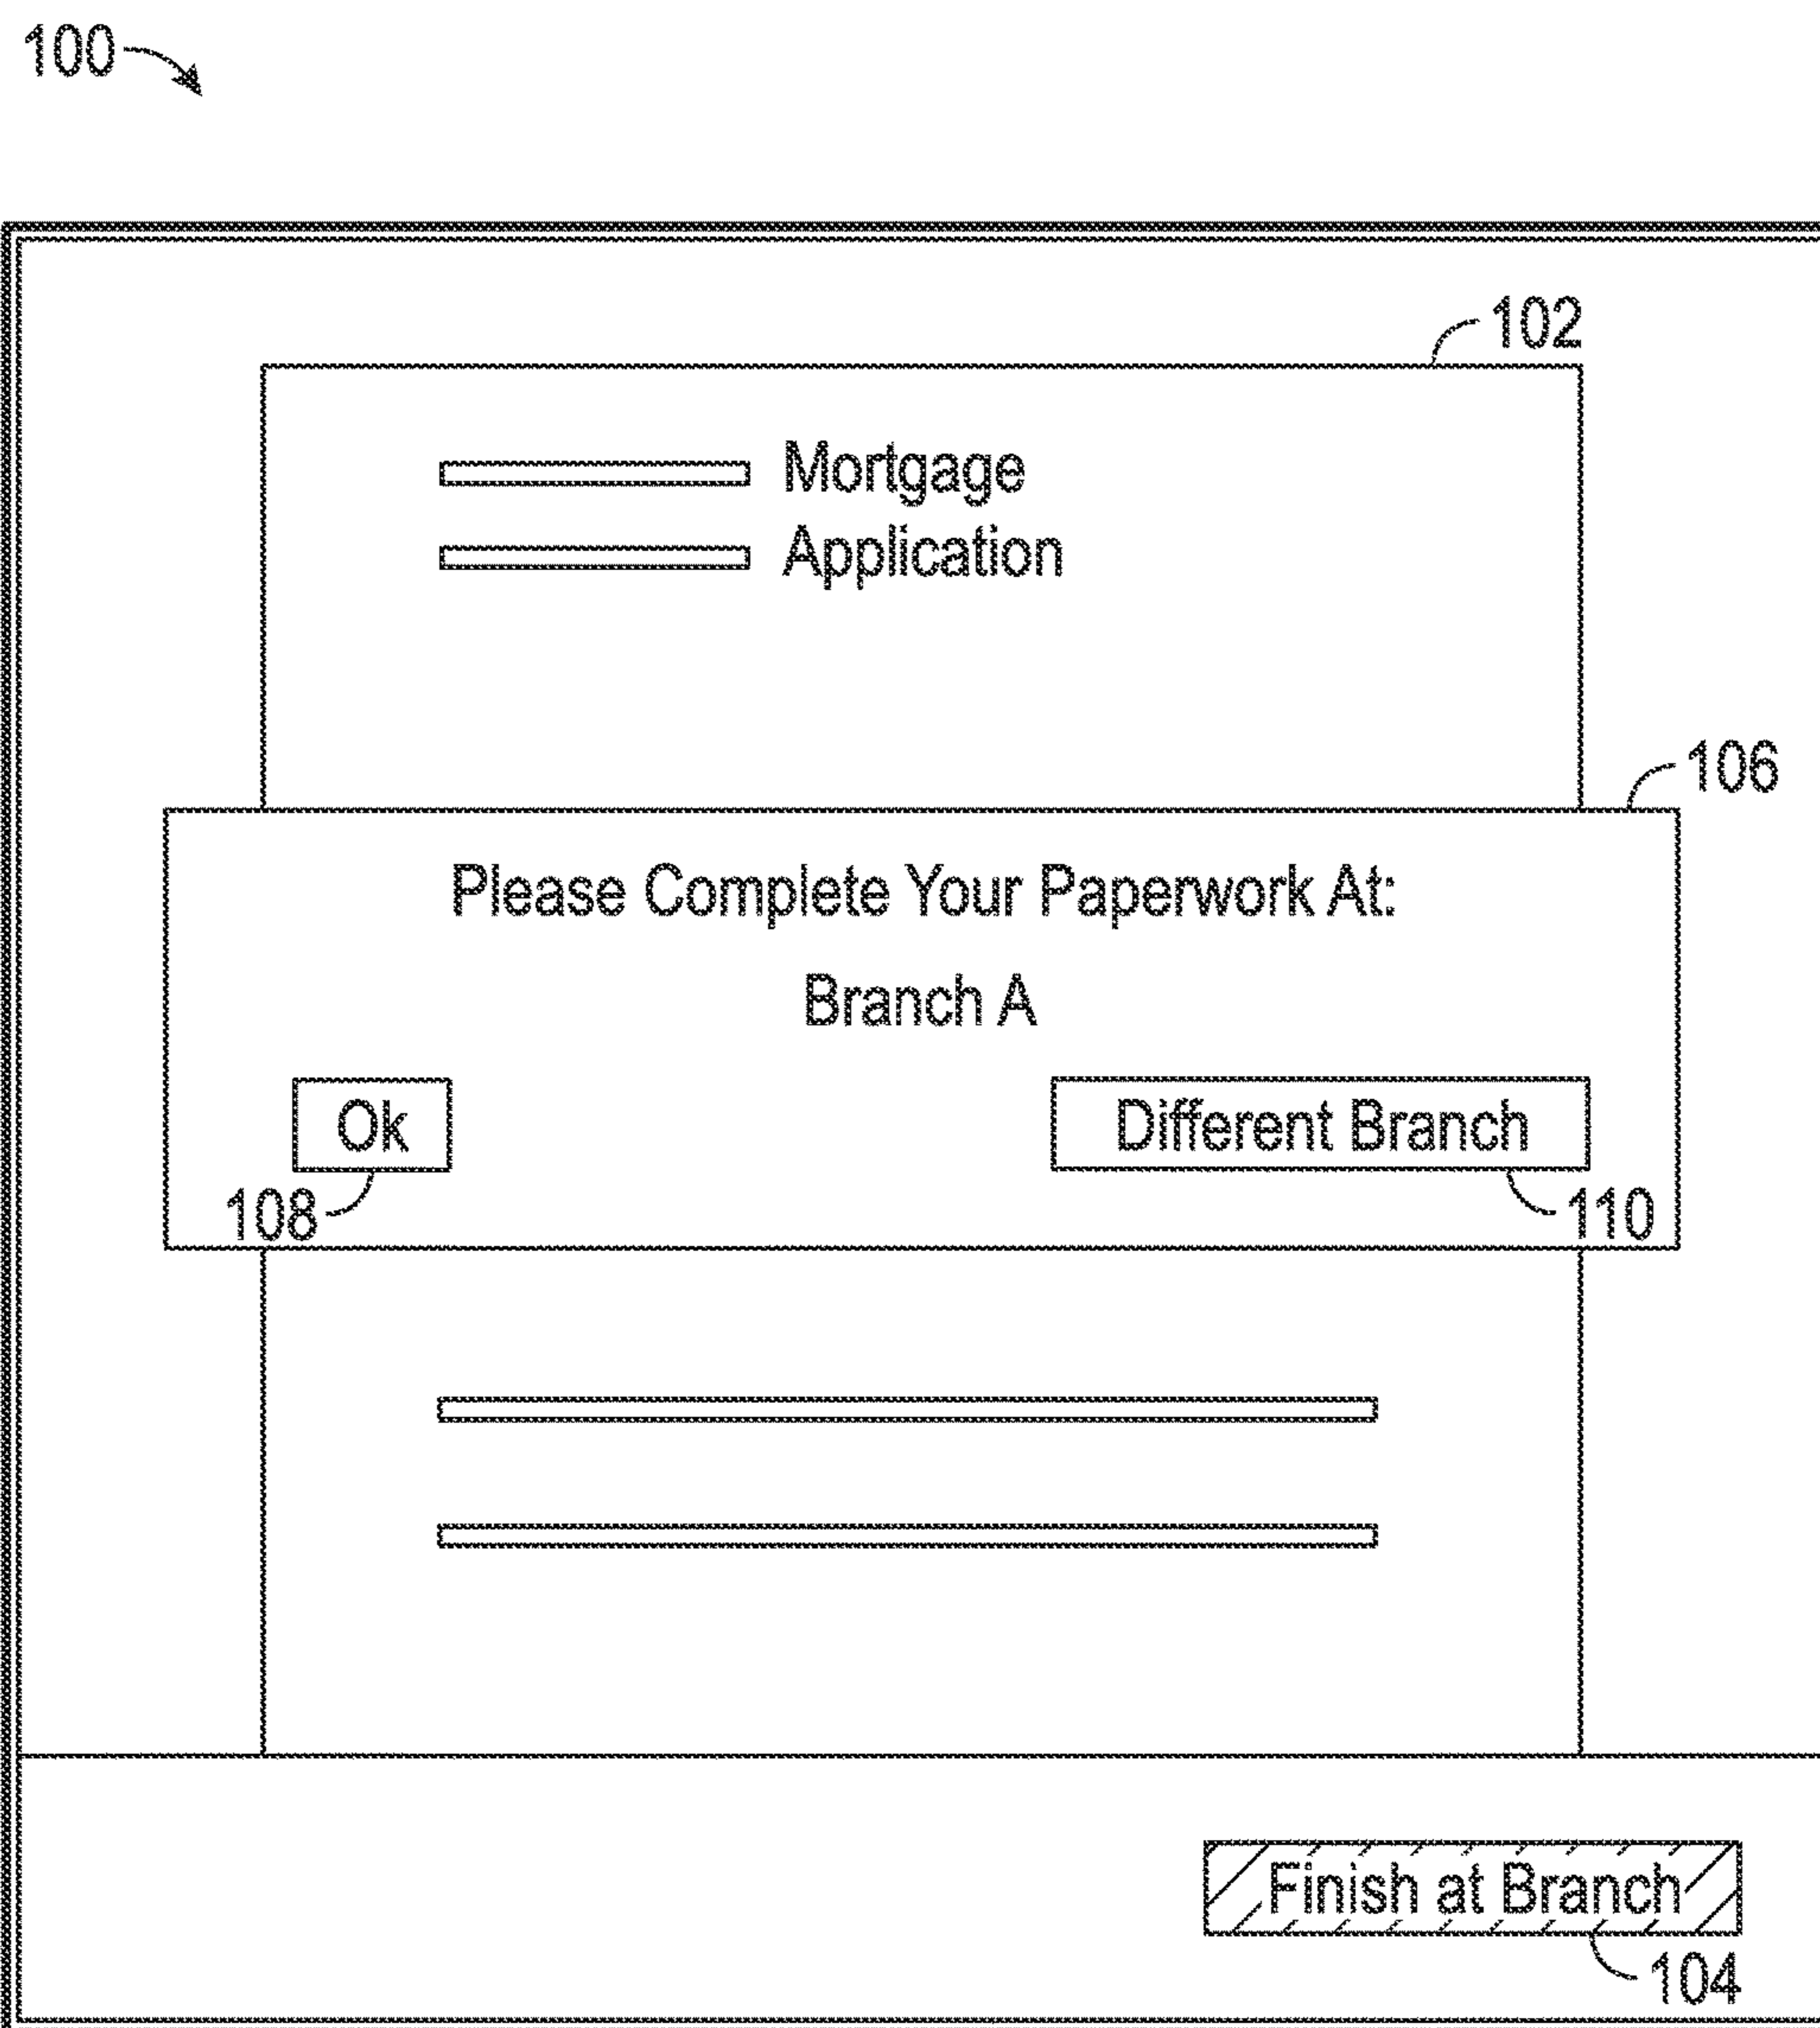 100
102
Mortgage
Application
106
Please Complete Your Paperwork At:
Branch A
Ok
Different Branch
108
110
Finish at Branch
104